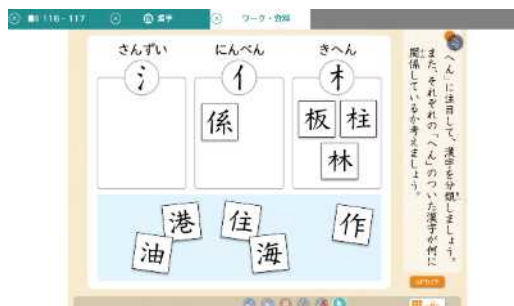 116-117
漢字
ワーク・資料
「へん」に注目して、漢字を分類しましょう。
また、それぞれの「へん」のついた漢字が何に
関係しているか考えましょう。
さんずい
にんべん
きへん
氵
亻
木
係
板
柱
林
港
住
作
油
海